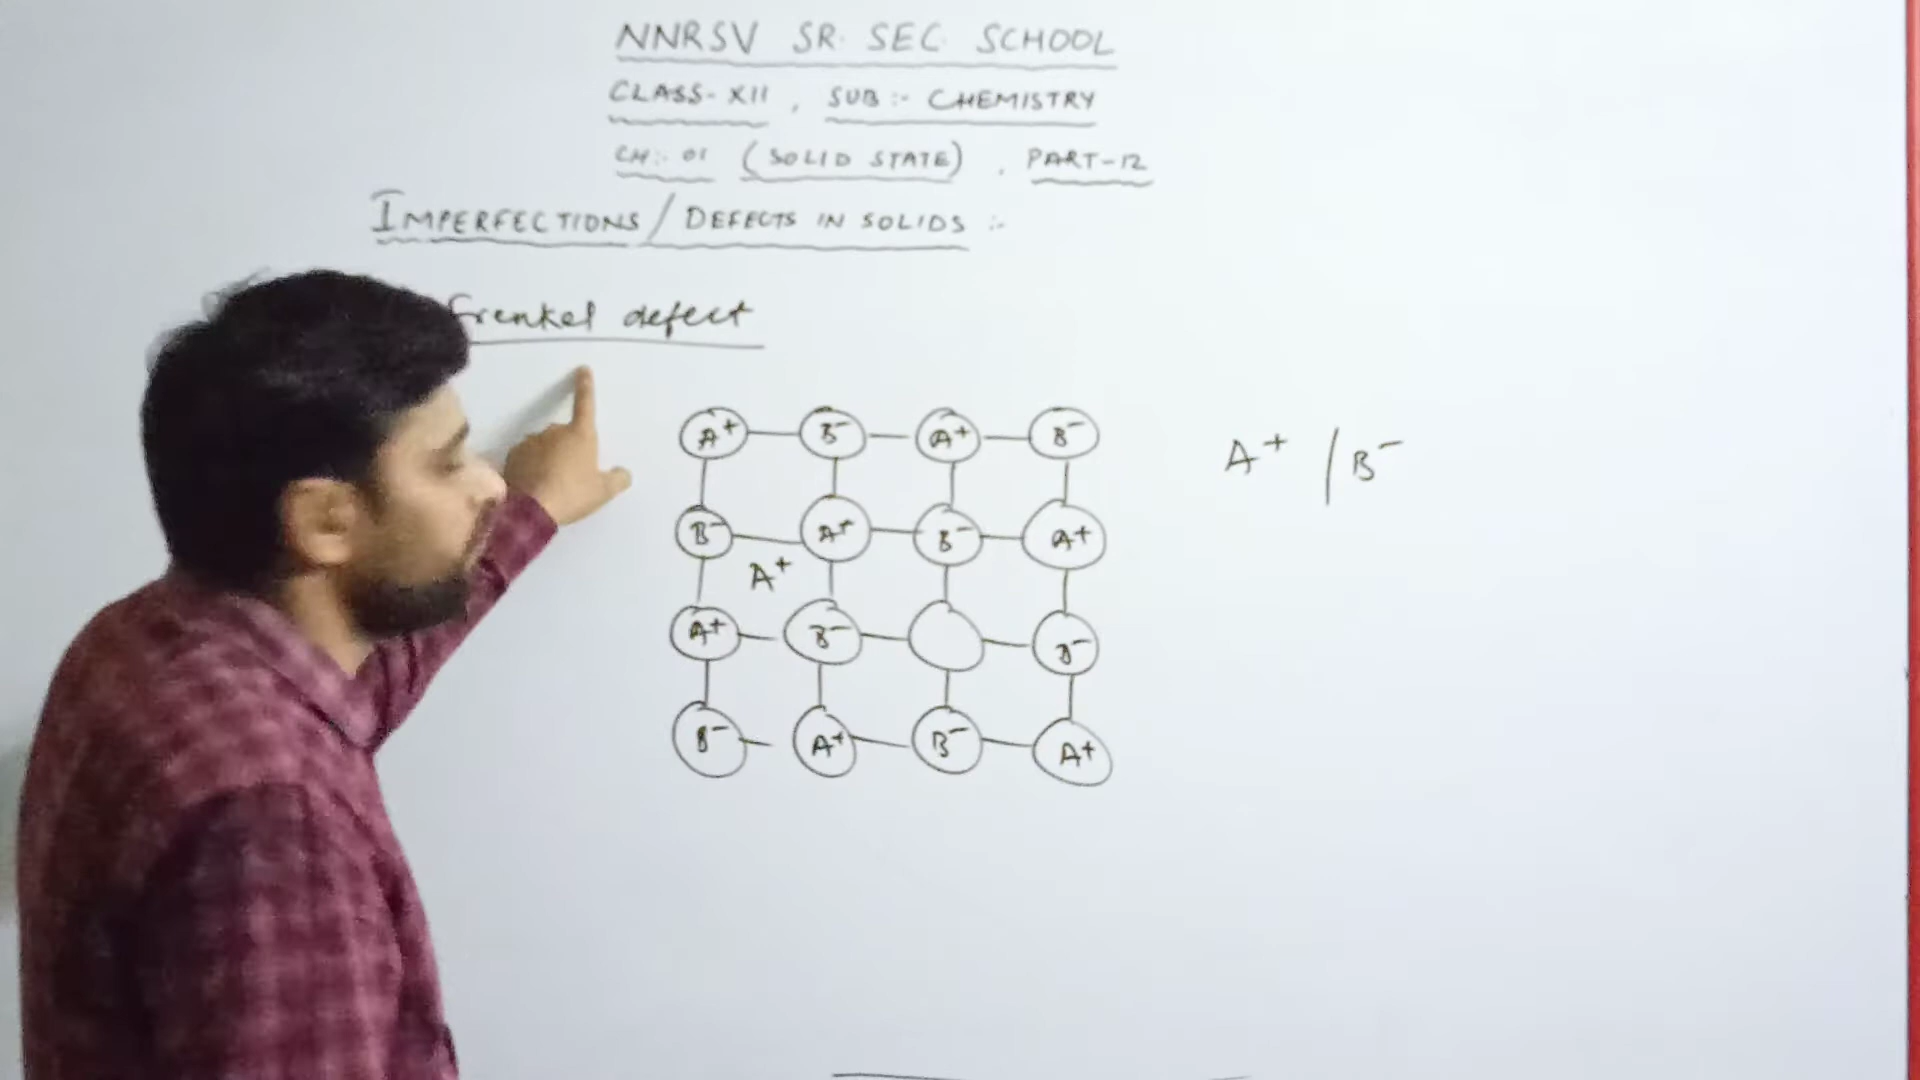 NNRSV SR. SEC. SCHOOL
CLASS-XII, SUB:- CHEMISTRY
CH:- 01 (SOLID STATE), PART-12
IMPERFECTIONS/DEFECTS IN SOLIDS :-
Frenkel defect
A+ B- A+ B-
A+ / B-
B- A+ B- A+
A+
A+ B- B-
B- A+ B- A+